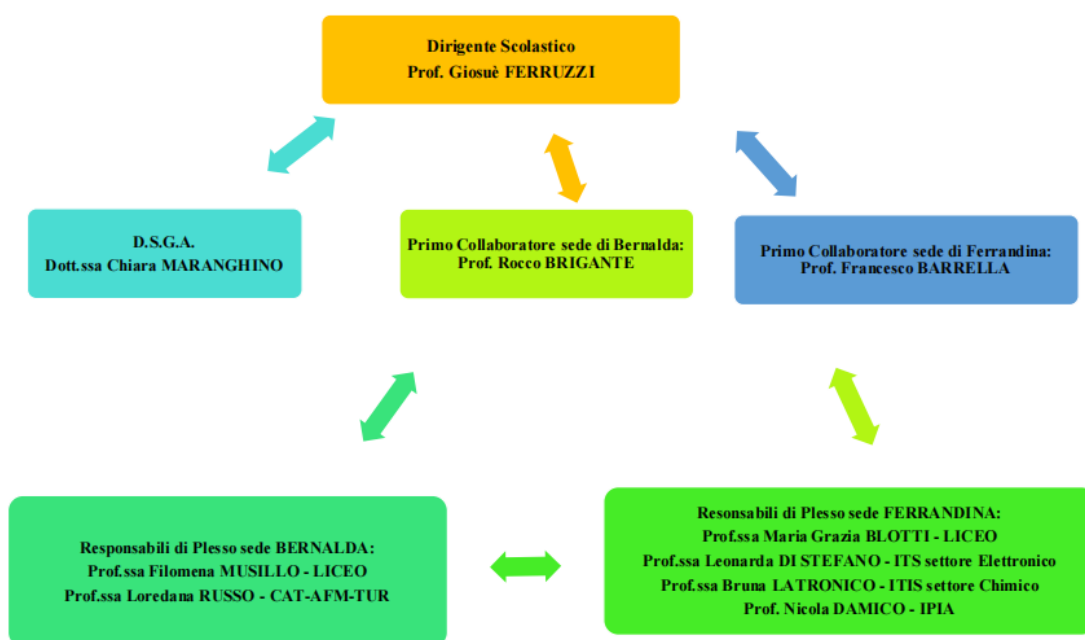 Dirigente Scolastico
Prof. Giosuè FERRUZZI
D.S.G.A.
Dott.ssa Chiara MARANGHINO
Primo Collaboratore sede di Bernalda:
Prof. Rocco BRIGANTE
Primo Collaboratore sede di Ferrandina:
Prof. Francesco BARRELLA
Responsabili di Plesso sede BERNALDA:
Prof.ssa Filomena MUSILLO - LICEO
Prof.ssa Loredana RUSSO - CAT-AFM-TUR
Resonsabili di Plesso sede FERRANDINA:
Prof.ssa Maria Grazia BLOTTI - LICEO
Prof.ssa Leonarda DI STEFANO - ITS settore Elettronico
Prof.ssa Bruna LATRONICO - ITIS settore Chimico
Prof. Nicola DAMICO - IPIA